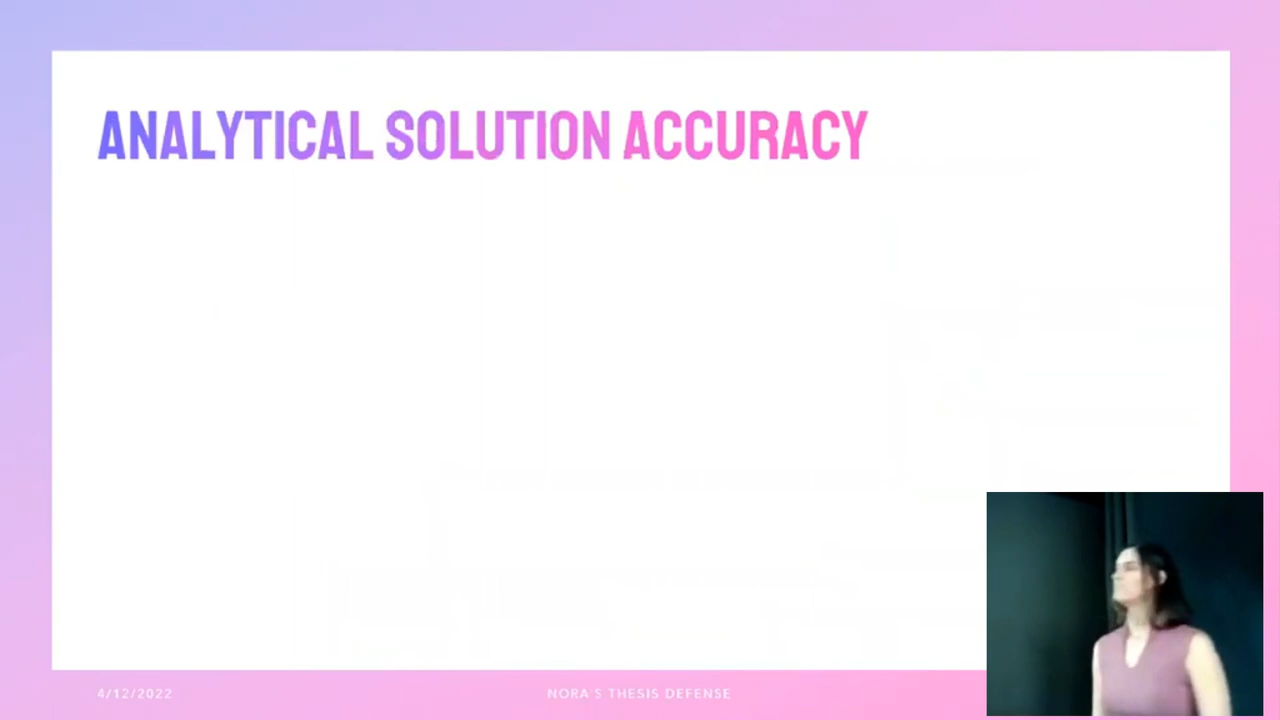 ANALYTICAL SOLUTION ACCURACY
4/12/2022
NORA'S THESIS DEFENSE